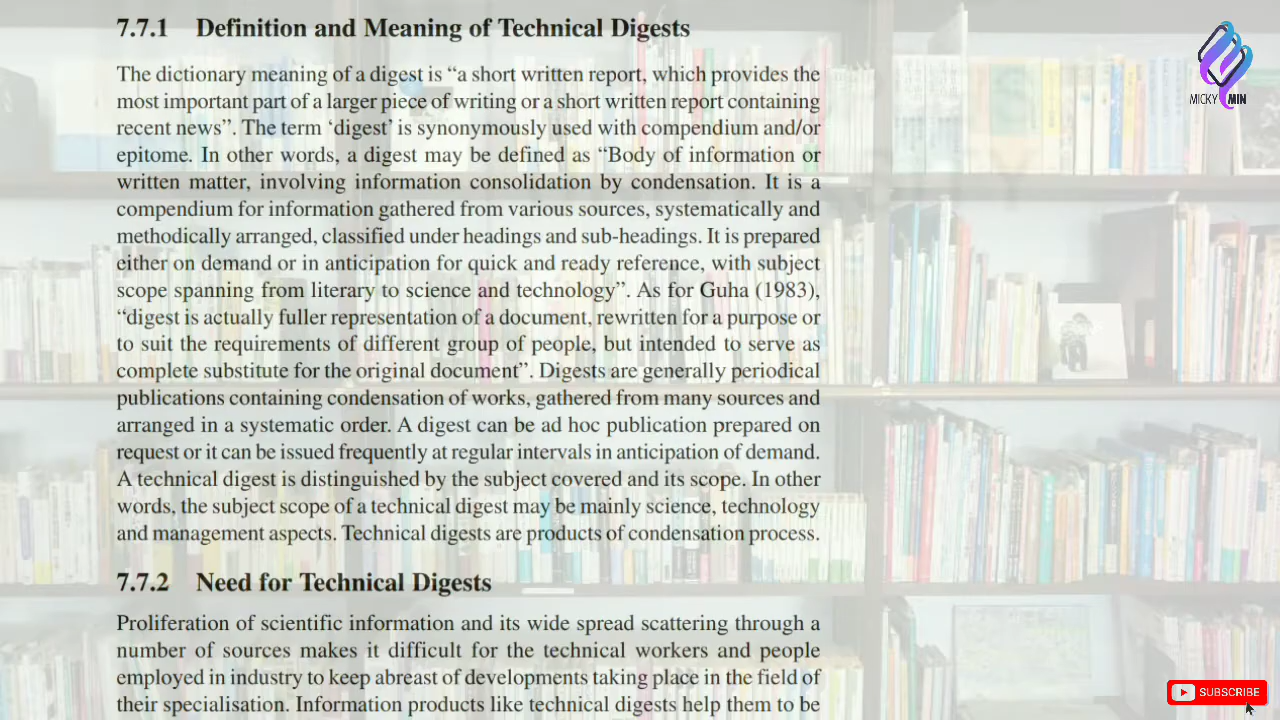 7.7.1 Definition and Meaning of Technical Digests
The dictionary meaning of a digest is “a short written report, which provides the
most important part of a larger piece of writing or a short written report containing
recent news”. The term ‘digest’ is synonymously used with compendium and/or
epitome. In other words, a digest may be defined as “Body of information or
written matter, involving information consolidation by condensation. It is a
compendium for information gathered from various sources, systematically and
methodically arranged, classified under headings and sub-headings. It is prepared
either on demand or in anticipation for quick and ready reference, with subject
scope spanning from literary to science and technology”. As for Guha (1983),
“digest is actually fuller representation of a document, rewritten for a purpose or
to suit the requirements of different group of people, but intended to serve as
complete substitute for the original document”. Digests are generally periodical
publications containing condensation of works, gathered from many sources and
arranged in a systematic order. A digest can be ad hoc publication prepared on
request or it can be issued frequently at regular intervals in anticipation of demand.
A technical digest is distinguished by the subject covered and its scope. In other
words, the subject scope of a technical digest may be mainly science, technology
and management aspects. Technical digests are products of condensation process.
7.7.2 Need for Technical Digests
Proliferation of scientific information and its wide spread scattering through a
number of sources makes it difficult for the technical workers and people
employed in industry to keep abreast of developments taking place in the field of
their specialisation. Information products like technical digests help them to be
MICKY MIN
SUBSCRIBE